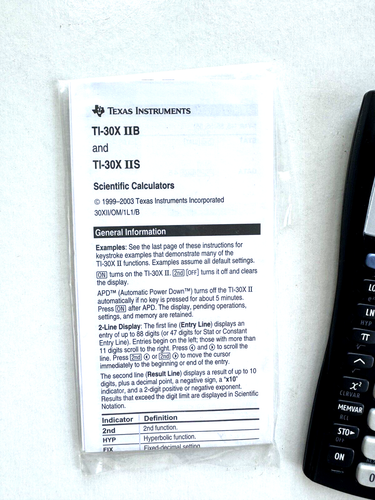 TEXAS INSTRUMENTS
TI-30X IIB
and
TI-30X IIS
Scientific Calculators
© 1999–2003 Texas Instruments Incorporated
30XII/OM/1L1/B
General Information
Examples: See the last page of these instructions for
keystroke examples that demonstrate many of the
TI-30X II functions. Examples assume all default settings.
ON turns on the TI-30X II. 2nd [OFF] turns it off and clears
the display.
APD™ (Automatic Power Down™) turns off the TI-30X II
automatically if no key is pressed for about 5 minutes.
Press ON after APD. The display, pending operations,
settings, and memory are retained.
2-Line Display: The first line (Entry Line) displays an
entry of up to 88 digits (or 47 digits for Stat or Constant
Entry Line). Entries begin on the left; those with more than
11 digits scroll to the right. Press ◀ and ▶ to scroll the
line. Press 2nd ◀ or 2nd ▶ to move the cursor
immediately to the beginning or end of the entry.
The second line (Result Line) displays a result of up to 10
digits, plus a decimal point, a negative sign, a "x10"
indicator, and a 2-digit positive or negative exponent.
Results that exceed the digit limit are displayed in Scientific
Notation.
Indicator Definition
2nd 2nd function.
HYP Hyperbolic function.
FIX Fixed-decimal setting.
LN
HYP
π
^
x²
CLRVAR
MEMVAR
RCL
STO▶
OFF
ON
0